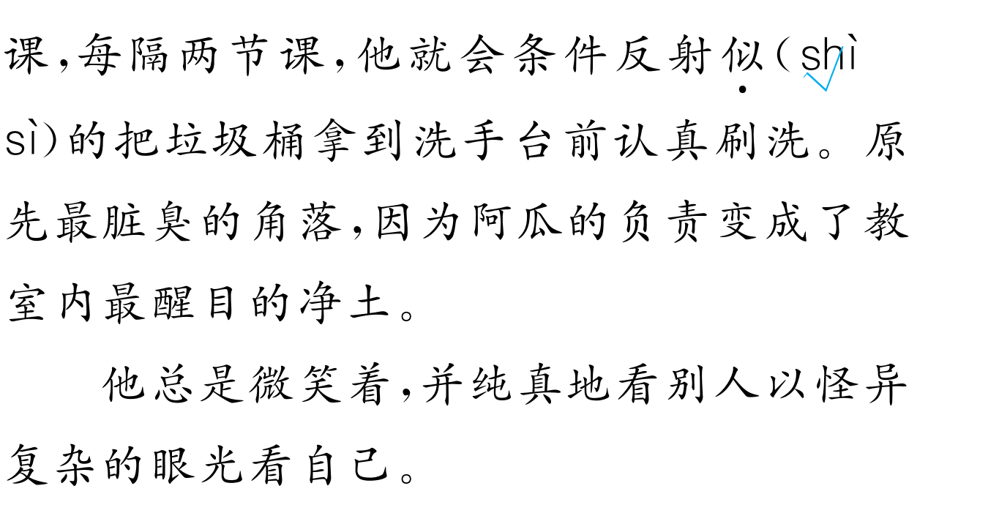 课,每隔两节课,他就会条件反射似(shì
sì)的把垃圾桶拿到洗手台前认真刷洗。原
先最脏臭的角落,因为阿瓜的负责变成了教
室内最醒目的净土。
他总是微笑着,并纯真地看别人以怪异
复杂的眼光看自己。